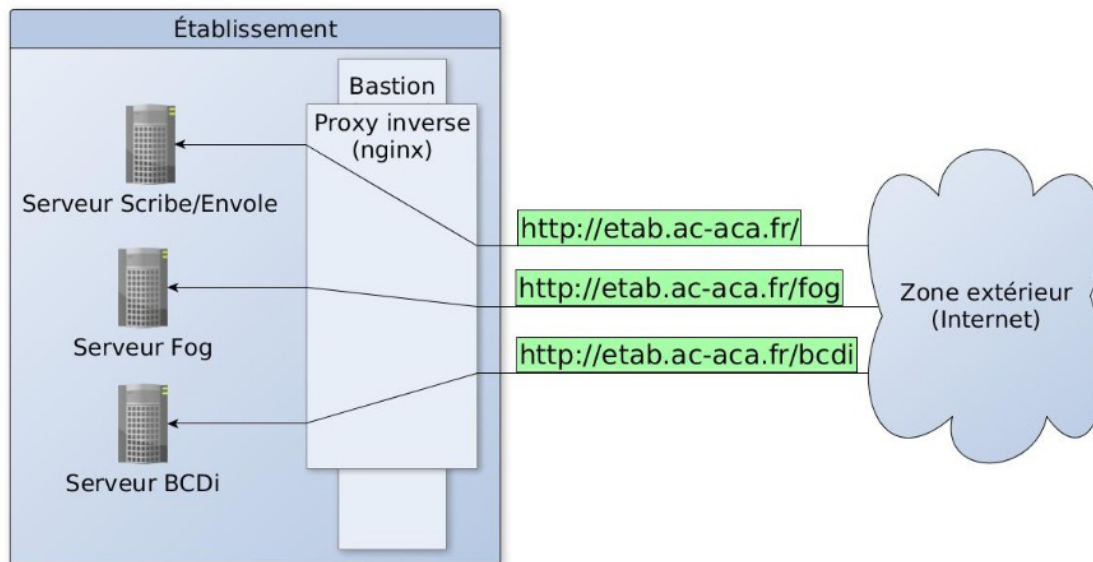 Établissement
Bastion
Proxy inverse
(nginx)
Serveur Scribe/Envole
http://etab.ac-aca.fr/
http://etab.ac-aca.fr/fog
Zone extérieur
(Internet)
Serveur Fog
http://etab.ac-aca.fr/bcdi
Serveur BCDi